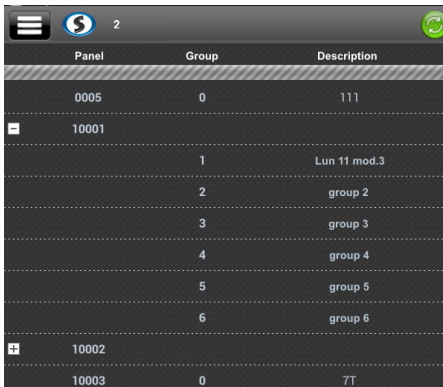 S 2
Panel Group Description
0005 0 111
10001
1 Lun 11 mod.3
2 group 2
3 group 3
4 group 4
5 group 5
6 group 6
10002
10003 0 7T